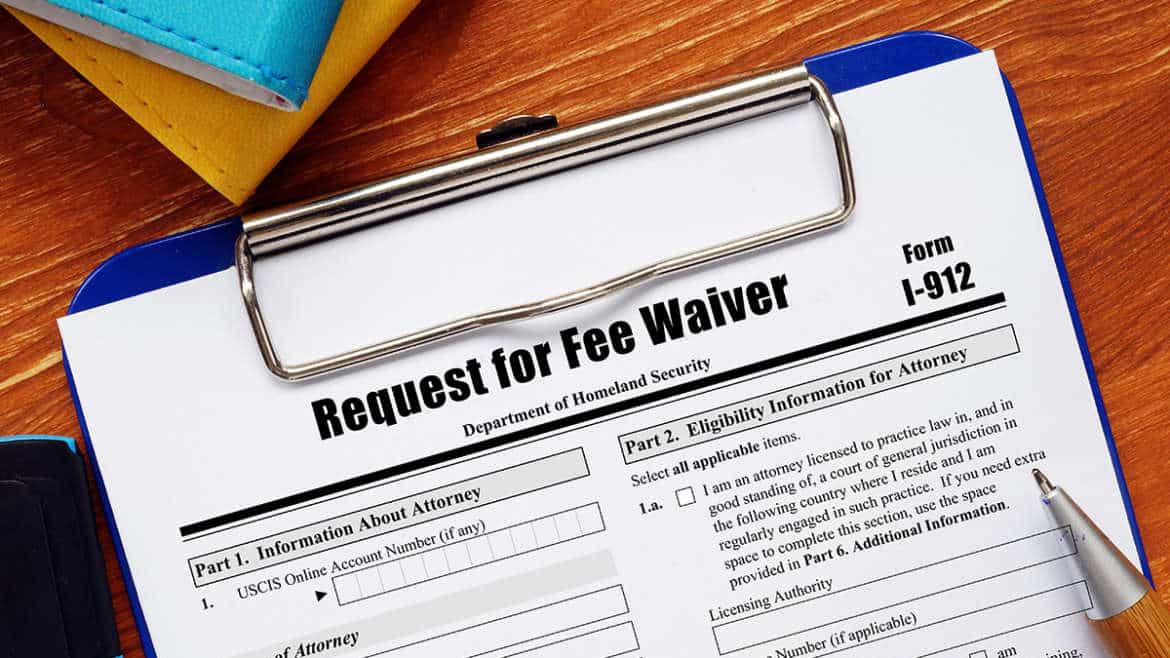 Form
I-912
Request for Fee Waiver
Department of Homeland Security
Part 1. Information About Attorney
1. USCIS Online Account Number (if any)
of Attorney
Part 2. Eligibility Information for Attorney
Select all applicable items.
1.a. I am an attorney licensed to practice law in, and in
good standing of, a court of general jurisdiction in
the following country where I reside and I am
regularly engaged in such practice. If you need extra
space to complete this section, use the space
provided in Part 6. Additional Information.
Licensing Authority
Number (if applicable)
am